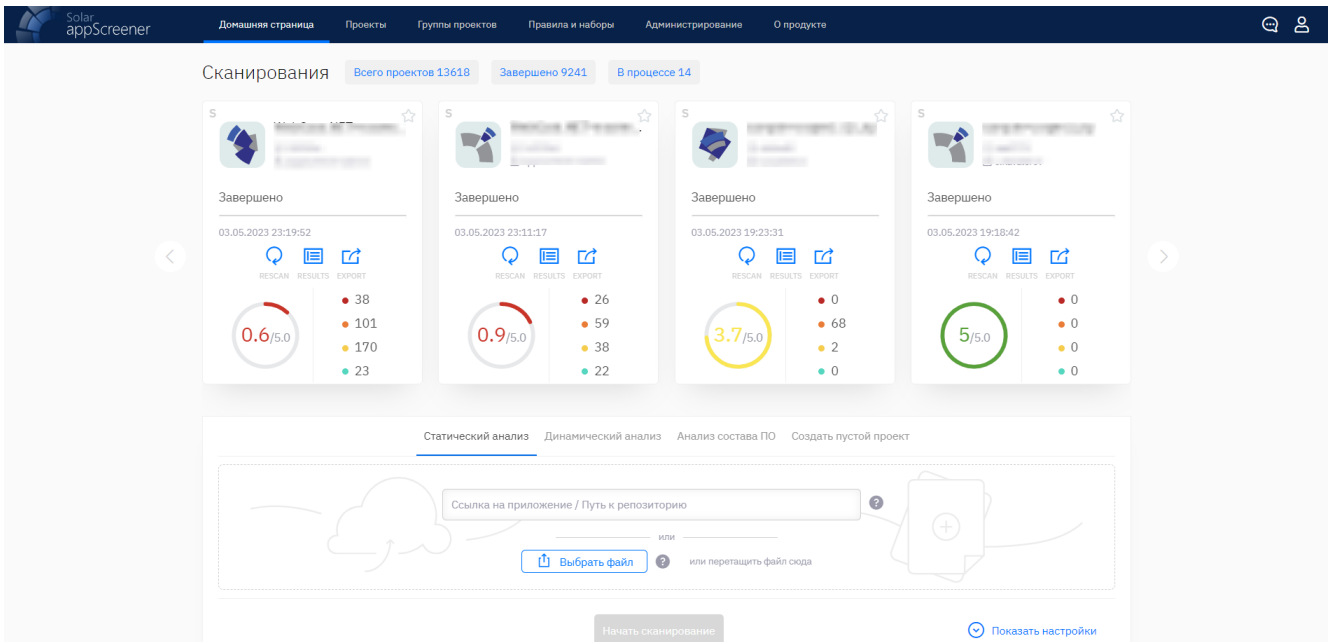 Solar
appScreener
Домашняя страница Проекты Группы проектов Правила и наборы Администрирование О продукте
Сканирования Всего проектов 13618 Завершено 9241 В процессе 14
S S S S
Завершено Завершено Завершено Завершено
03.05.2023 23:19:52 03.05.2023 23:11:17 03.05.2023 19:23:31 03.05.2023 19:18:42
RESCAN RESULTS EXPORT RESCAN RESULTS EXPORT RESCAN RESULTS EXPORT RESCAN RESULTS EXPORT
38 26 0 0
101 59 68 0
0.6/5.0 0.9/5.0 3.7/5.0 5/5.0
170 38 2 0
23 22 0 0
Статический анализ Динамический анализ Анализ состава ПО Создать пустой проект
Ссылка на приложение / Путь к репозиторию ?
или
Выбрать файл ? или перетащить файл сюда
Начать сканирование Показать настройки